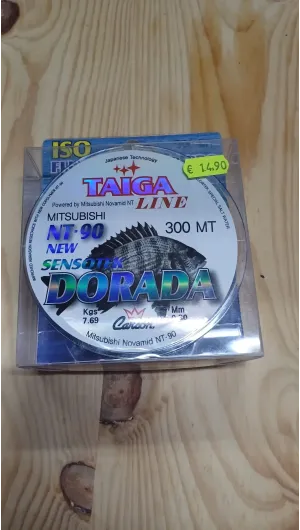 ISO
Japanese Technology
€ 14,90
TAIGA
LINE
Powered by Mitsubishi Novamid NT
MITSUBISHI
300 MT
NT·90
NEW
SENSOTEK
DORADA
Kgs
7.69
Mm
Carson
Mitsubishi Novamid NT-90